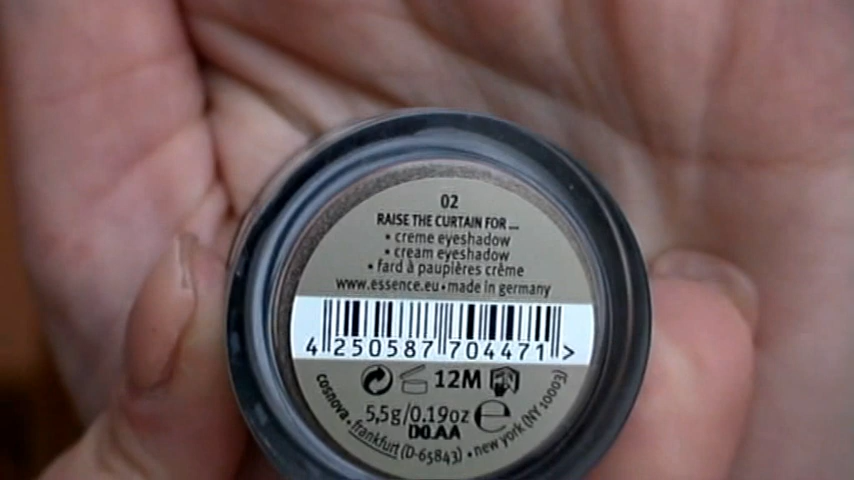 02
RAISE THE CURTAIN FOR ...
• creme eyeshadow
• cream eyeshadow
• fard à paupières crème
www.essence.eu • made in germany
4 250587 704471 >
12M
5,5g/0.19oz e
D0.AA
cosnova • frankfurt (D-65843) • new york (NY 10003)